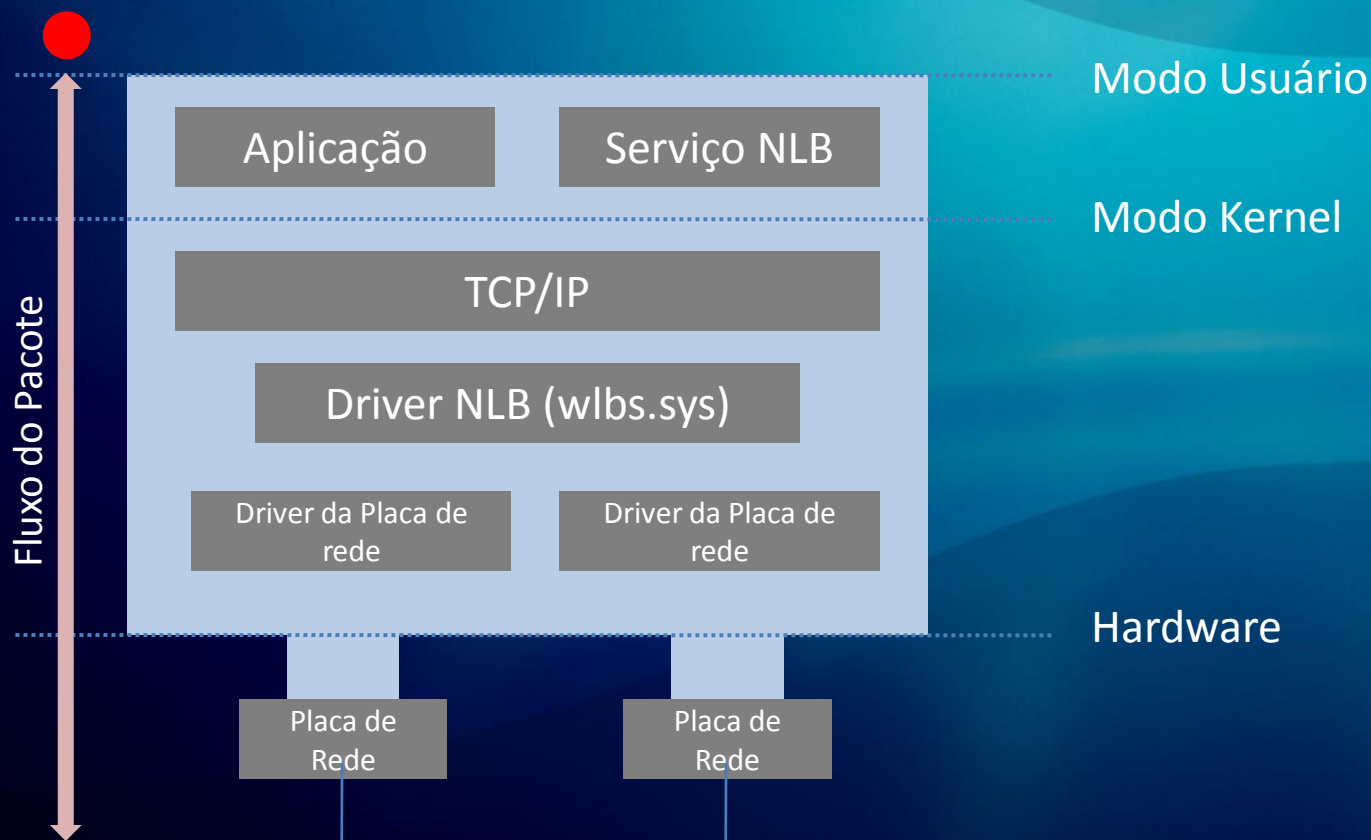 Modo Usuário
Aplicação
Serviço NLB
Modo Kernel
TCP/IP
Fluxo do Pacote
Driver NLB (wlbs.sys)
Driver da Placa de
rede
Driver da Placa de
rede
Hardware
Placa de
Rede
Placa de
Rede